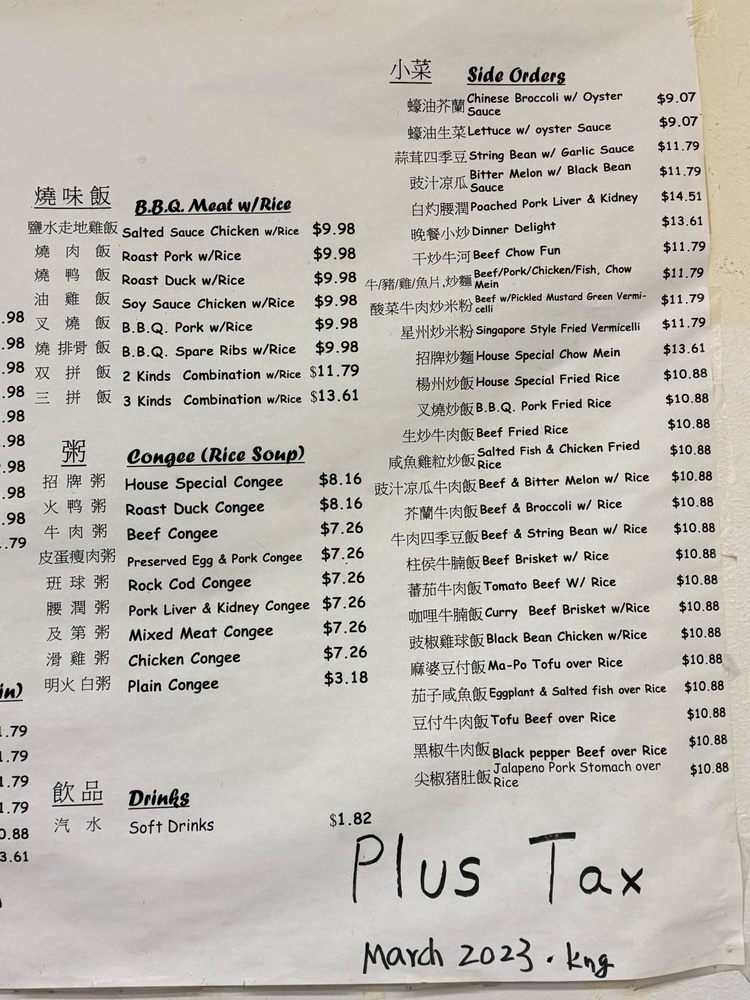 .98
.98
.98
.98
.98
.98
.98
.98
.79
in)
.79
.79
.79
.79
0.88
3.61
燒味飯 B.B.Q. Meat w/Rice
鹽水走地雞飯 Salted Sauce Chicken w/Rice $9.98
燒肉飯 Roast Pork w/Rice $9.98
燒鸭飯 Roast Duck w/Rice $9.98
油雞飯 Soy Sauce Chicken w/Rice $9.98
叉燒飯 B.B.Q. Pork w/Rice $9.98
燒排骨飯 B.B.Q. Spare Ribs w/Rice $9.98
双拼飯 2 Kinds Combination w/Rice $11.79
三拼飯 3 Kinds Combination w/Rice $13.61
粥 Congee (Rice Soup)
招牌粥 House Special Congee $8.16
火鸭粥 Roast Duck Congee $8.16
牛肉粥 Beef Congee $7.26
皮蛋瘦肉粥 Preserved Egg & Pork Congee $7.26
班球粥 Rock Cod Congee $7.26
腰潤粥 Pork Liver & Kidney Congee $7.26
及第粥 Mixed Meat Congee $7.26
滑雞粥 Chicken Congee $7.26
明火白粥 Plain Congee $3.18
飲品 Drinks
汽水 Soft Drinks $1.82
小菜 Side Orders
蠔油芥蘭 Chinese Broccoli w/ Oyster Sauce $9.07
蠔油生菜 Lettuce w/ oyster Sauce $9.07
蒜茸四季豆 String Bean w/ Garlic Sauce $11.79
豉汁凉瓜 Bitter Melon w/ Black Bean Sauce $11.79
白灼腰潤 Poached Pork Liver & Kidney $14.51
晚餐小炒 Dinner Delight $13.61
干炒牛河 Beef Chow Fun $11.79
牛/豬/雞/魚片,炒麵 Beef/Pork/Chicken/Fish, Chow Mein $11.79
酸菜牛肉炒米粉 Beef w/Pickled Mustard Green Vermi-celli $11.79
星州炒米粉 Singapore Style Fried Vermicelli $11.79
招牌炒麵 House Special Chow Mein $13.61
楊州炒飯 House Special Fried Rice $10.88
叉燒炒飯 B.B.Q. Pork Fried Rice $10.88
生炒牛肉飯 Beef Fried Rice $10.88
咸魚雞粒炒飯 Salted Fish & Chicken Fried Rice $10.88
豉汁凉瓜牛肉飯 Beef & Bitter Melon w/ Rice $10.88
芥蘭牛肉飯 Beef & Broccoli w/ Rice $10.88
牛肉四季豆飯 Beef & String Bean w/ Rice $10.88
柱侯牛腩飯 Beef Brisket w/ Rice $10.88
蕃茄牛肉飯 Tomato Beef W/ Rice $10.88
咖哩牛腩飯 Curry Beef Brisket w/Rice $10.88
豉椒雞球飯 Black Bean Chicken w/Rice $10.88
麻婆豆付飯 Ma-Po Tofu over Rice $10.88
茄子咸魚飯 Eggplant & Salted fish over Rice $10.88
豆付牛肉飯 Tofu Beef over Rice $10.88
黑椒牛肉飯 Black pepper Beef over Rice $10.88
尖椒猪肚飯 Jalapeno Pork Stomach over Rice $10.88
Plus Tax
March 2023. kng